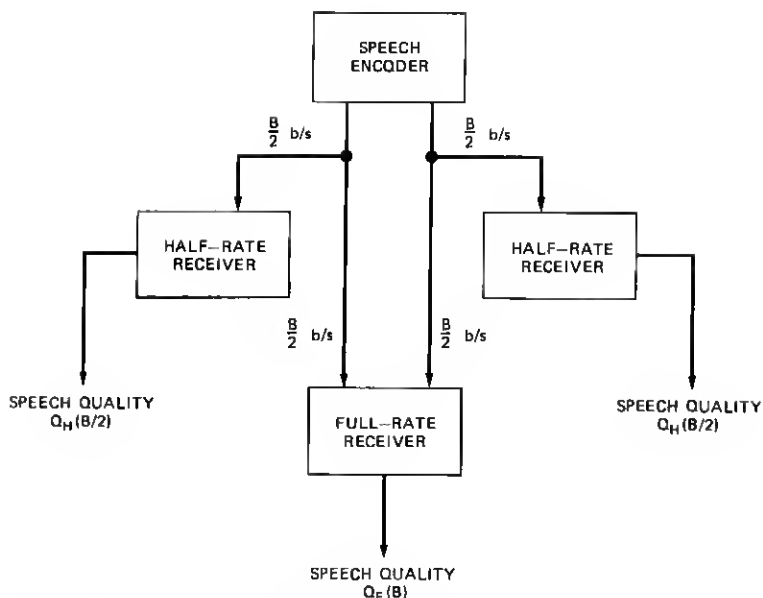 SPEECH
ENCODER
B/2 b/s
B/2 b/s
HALF–RATE
RECEIVER
HALF–RATE
RECEIVER
B/2 b/s
B/2 b/s
SPEECH QUALITY
Q_H(B/2)
FULL–RATE
RECEIVER
SPEECH QUALITY
Q_H(B/2)
SPEECH QUALITY
Q_F(B)